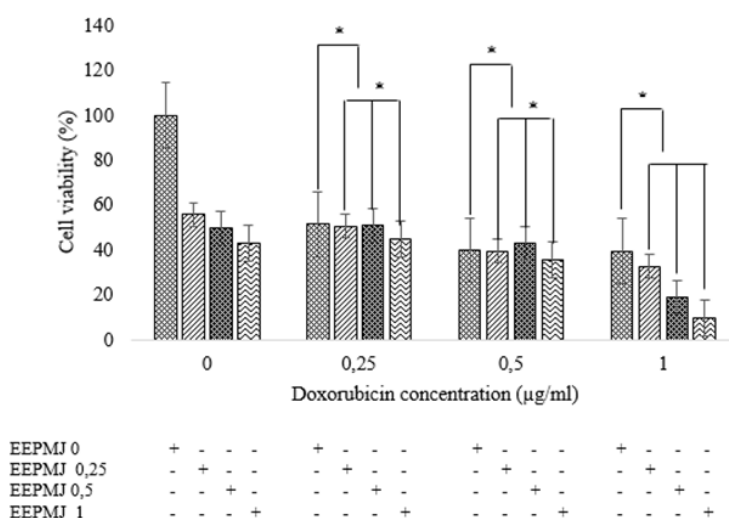 140
120
100
80
60
40
20
0
Cell viability (%)
* * * * *
0 0,25 0,5 1
Doxorubicin concentration (µg/ml)
EEPMJ 0 + - - - + - - - + - - - + - - -
EEPMJ 0,25 - + - - - + - - - + - - - + - -
EEPMJ 0,5 - - + - - - + - - - + - - - + -
EEPMJ 1 - - - + - - - + - - - + - - - +